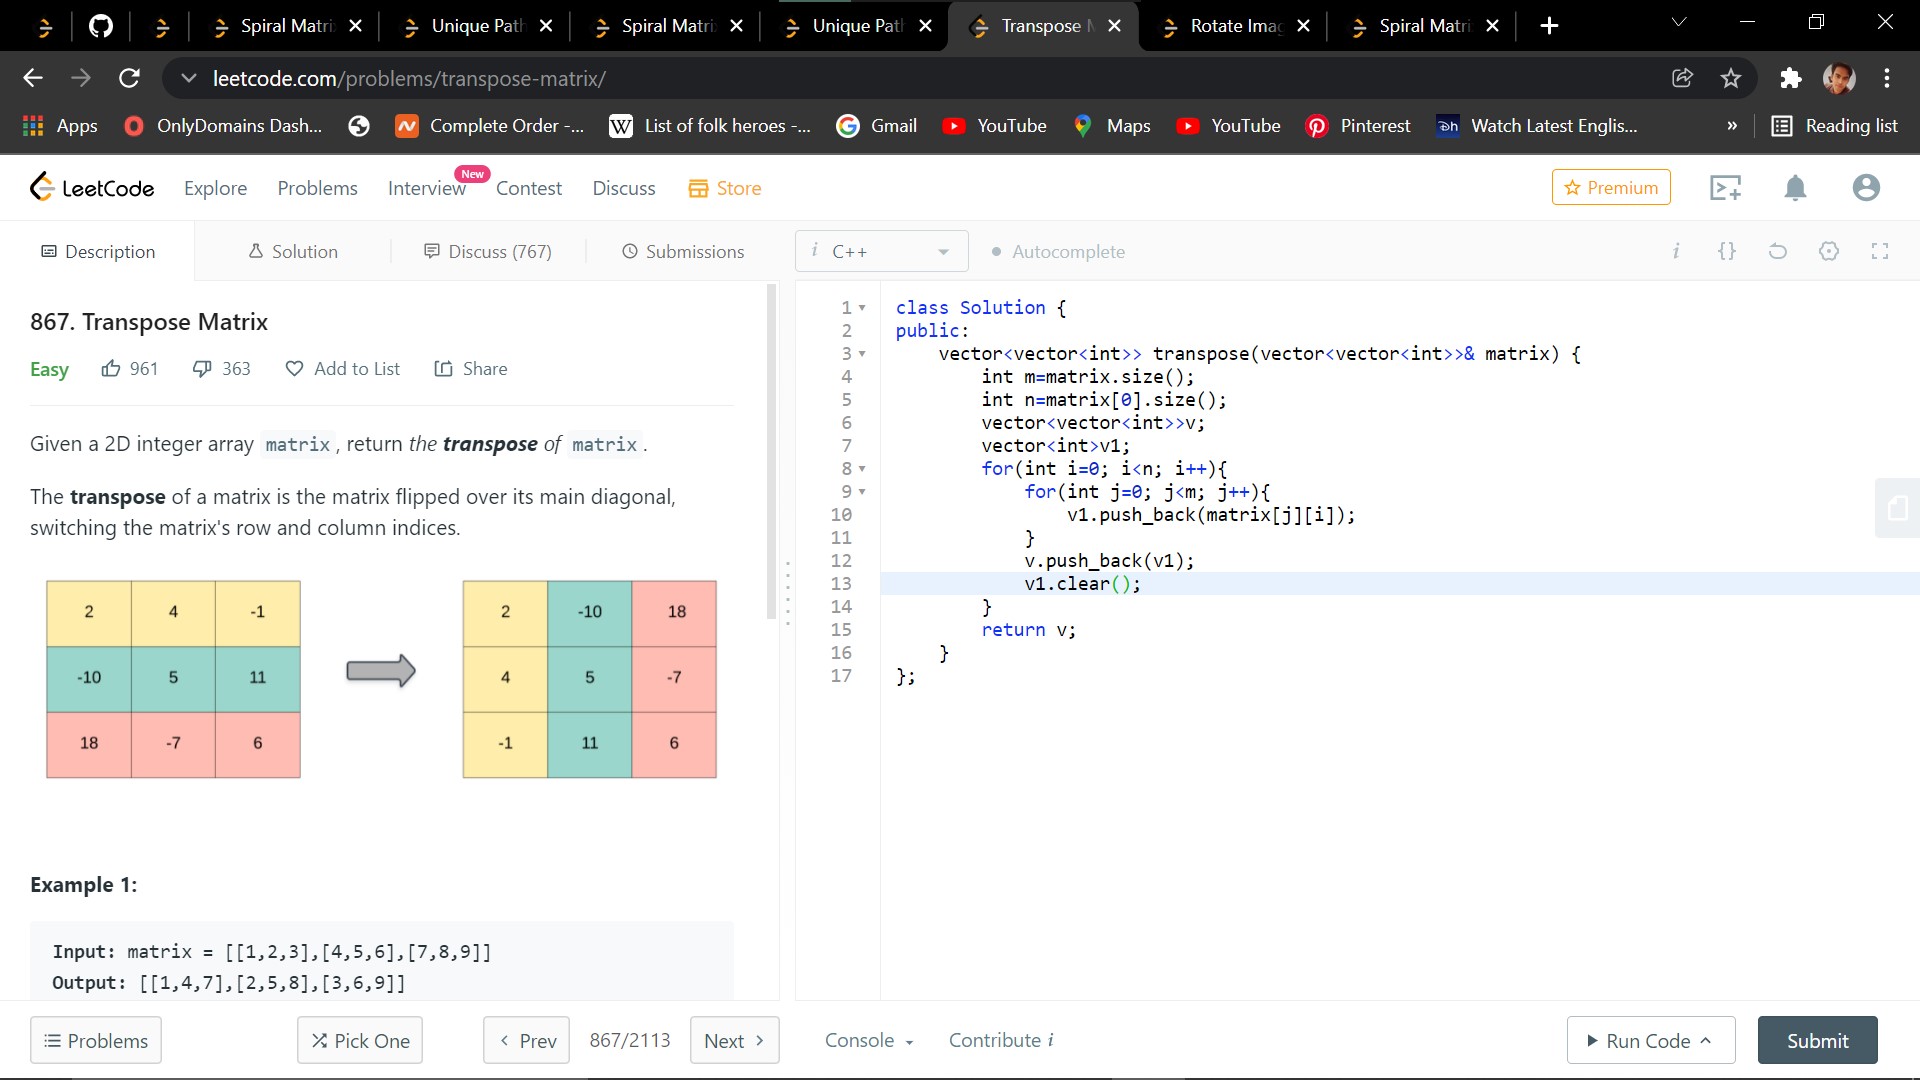 Spiral Matri
Unique Path
Spiral Matri
Unique Path
Transpose M
Rotate Imag
Spiral Matri
leetcode.com/problems/transpose-matrix/
Apps
OnlyDomains Dash...
Complete Order -...
W List of folk heroes -...
Gmail
YouTube
Maps
YouTube
Pinterest
Watch Latest Englis...
»
Reading list
LeetCode
Explore
Problems
Interview
New
Contest
Discuss
Store
Premium
Description
Solution
Discuss (767)
Submissions
i C++
Autocomplete
i {}
867. Transpose Matrix
Easy
961
363
Add to List
Share
Given a 2D integer array matrix, return the transpose of matrix.
The transpose of a matrix is the matrix flipped over its main diagonal,
switching the matrix's row and column indices.
2 4 -1
-10 5 11
18 -7 6
2 -10 18
4 5 -7
-1 11 6
Example 1:
Input: matrix = [[1,2,3],[4,5,6],[7,8,9]]
Output: [[1,4,7],[2,5,8],[3,6,9]]
1 class Solution {
2 public:
3 vector<vector<int>> transpose(vector<vector<int>>& matrix) {
4 int m=matrix.size();
5 int n=matrix[0].size();
6 vector<vector<int>>v;
7 vector<int>v1;
8 for(int i=0; i<n; i++){
9 for(int j=0; j<m; j++){
10 v1.push_back(matrix[j][i]);
11 }
12 v.push_back(v1);
13 v1.clear();
14 }
15 return v;
16 }
17 };
Problems
Pick One
Prev
867/2113
Next
Console
Contribute i
Run Code
Submit